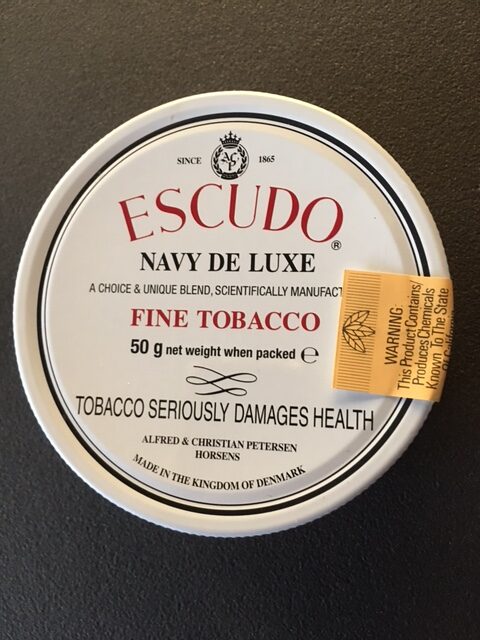 SINCE 1865
ACP
ESCUDO®
NAVY DE LUXE
A CHOICE & UNIQUE BLEND, SCIENTIFICALLY MANUFACT
FINE TOBACCO
50 g net weight when packed ℮
TOBACCO SERIOUSLY DAMAGES HEALTH
ALFRED & CHRISTIAN PETERSEN
HORSENS
MADE IN THE KINGDOM OF DENMARK
WARNING:
This Product Contains/
Produces Chemicals
Known To The State